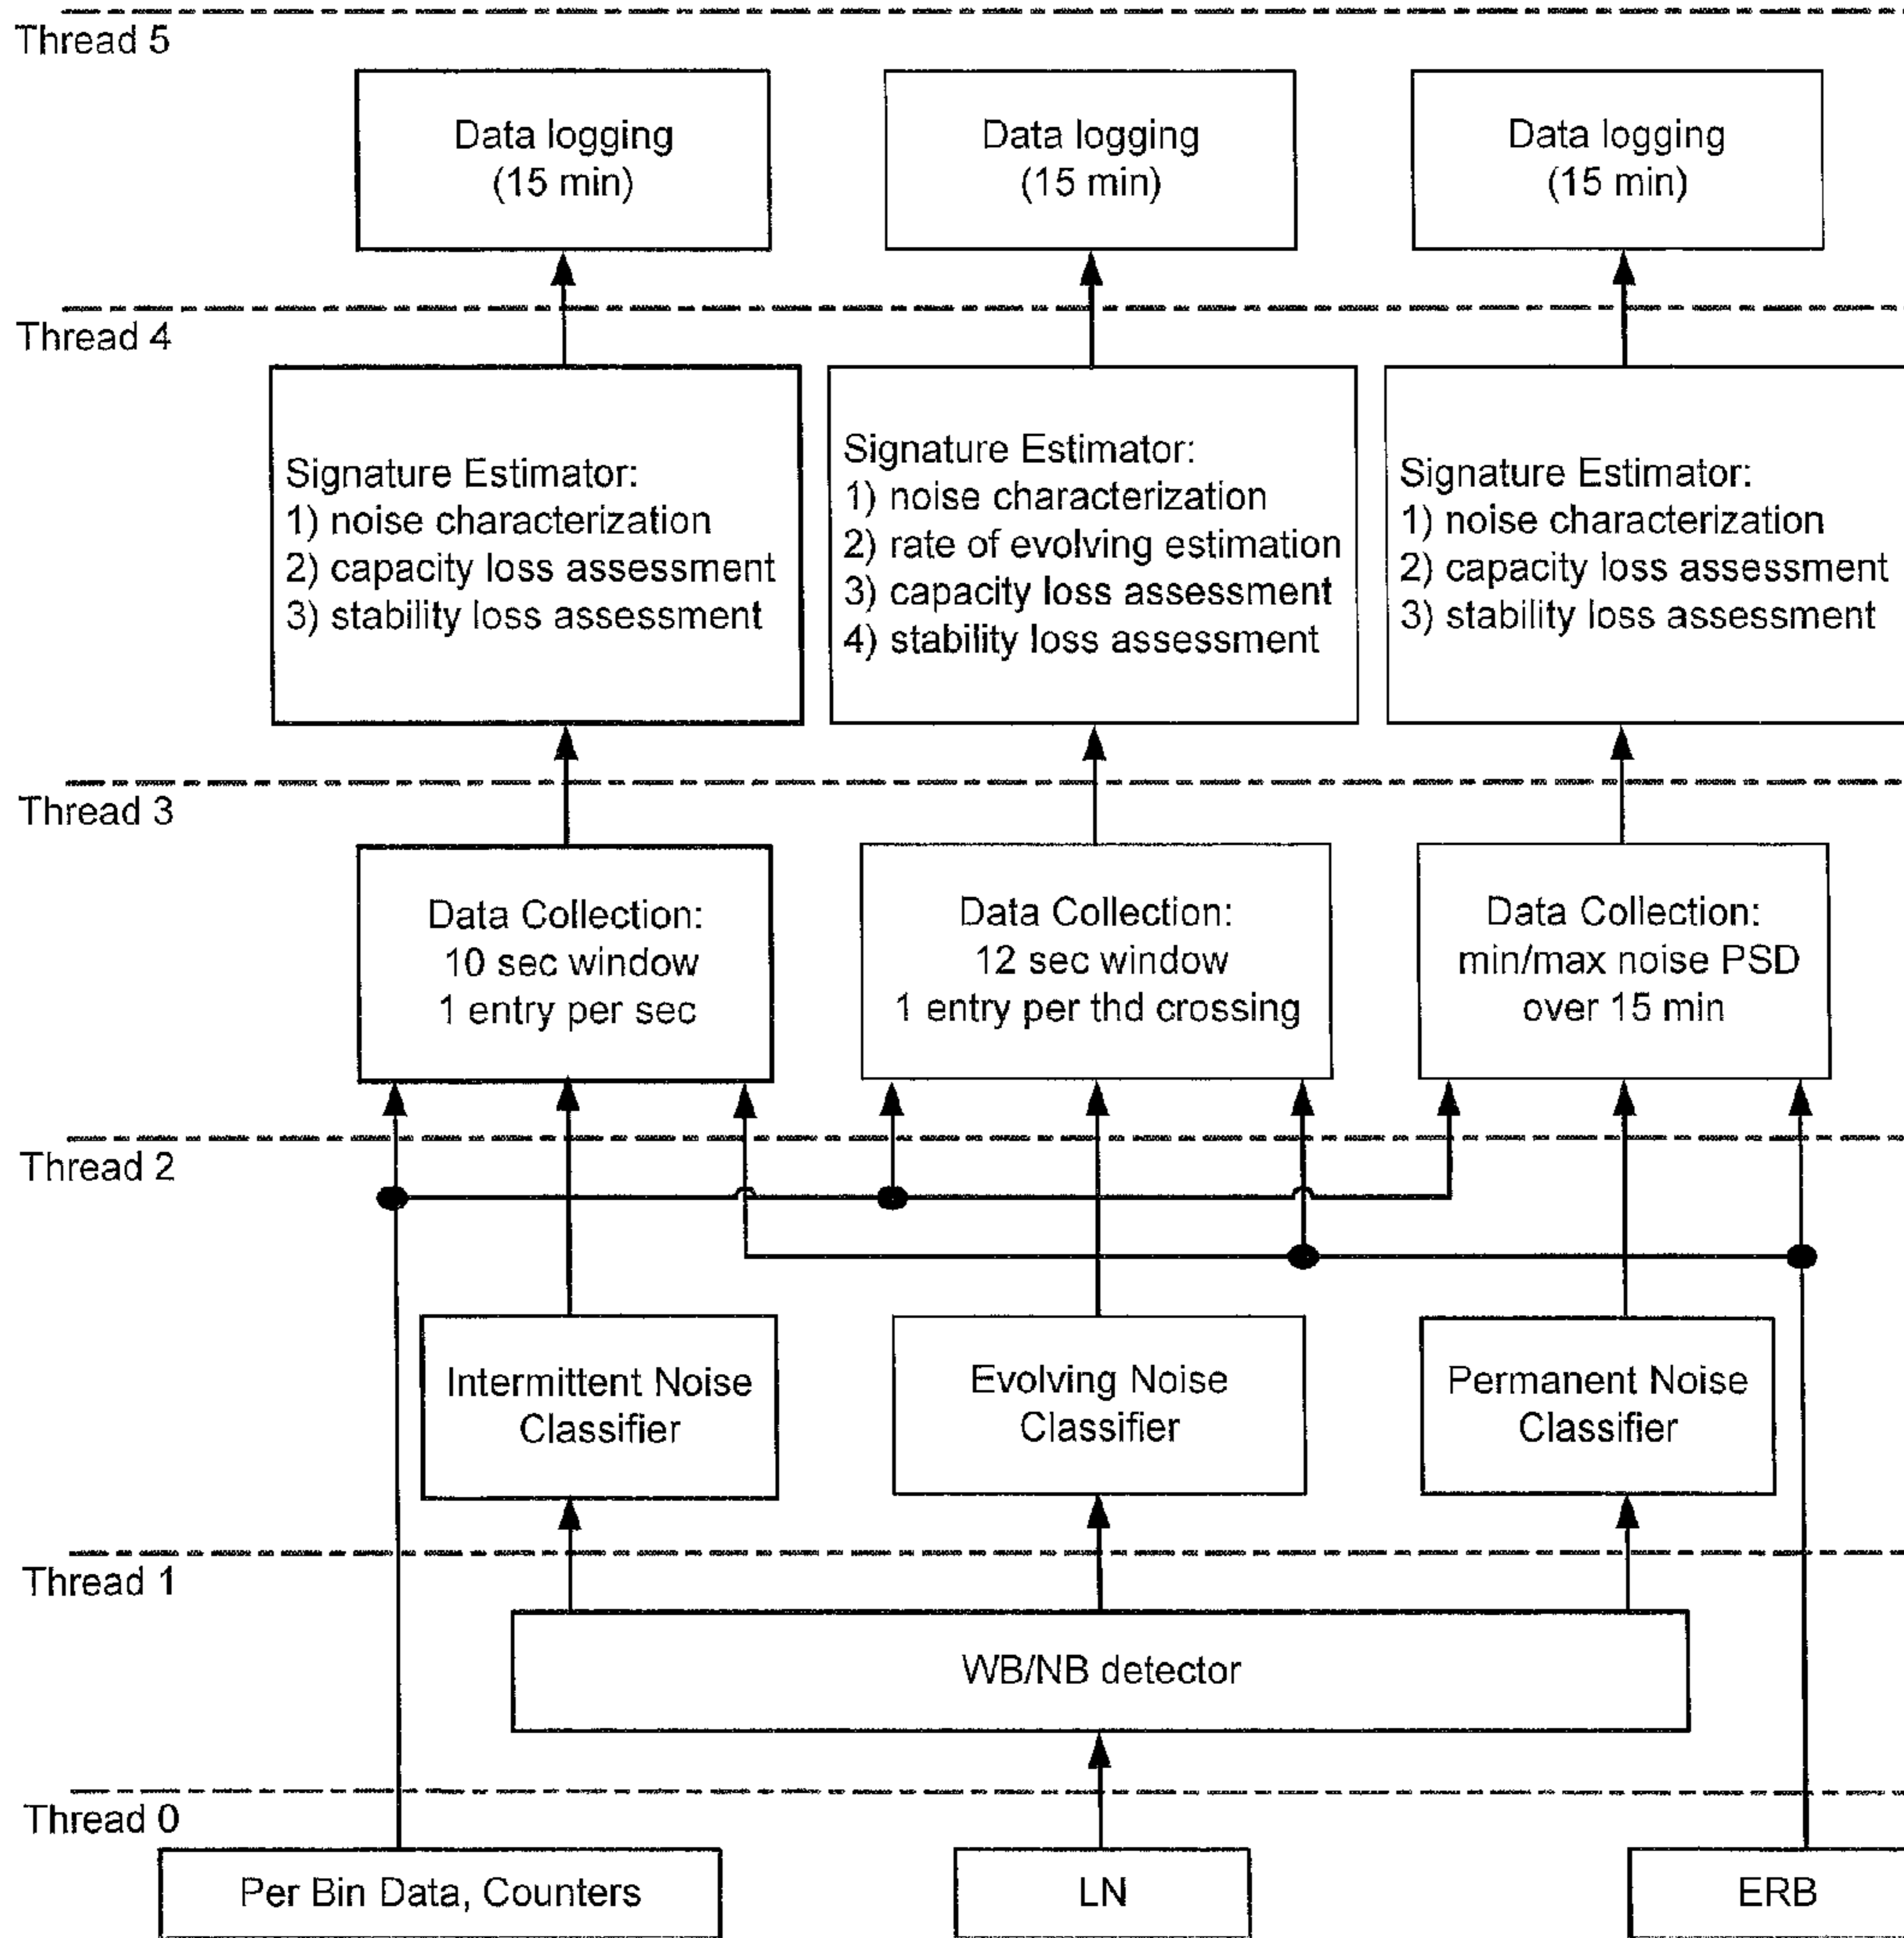 Thread 5
Data logging
(15 min)
Data logging
(15 min)
Data logging
(15 min)
Thread 4
Signature Estimator:
1) noise characterization
2) capacity loss assessment
3) stability loss assessment
Signature Estimator:
1) noise characterization
2) rate of evolving estimation
3) capacity loss assessment
4) stability loss assessment
Signature Estimator:
1) noise characterization
2) capacity loss assessment
3) stability loss assessment
Thread 3
Data Collection:
10 sec window
1 entry per sec
Data Collection:
12 sec window
1 entry per thd crossing
Data Collection:
min/max noise PSD
over 15 min
Thread 2
Intermittent Noise
Classifier
Evolving Noise
Classifier
Permanent Noise
Classifier
Thread 1
WB/NB detector
Thread 0
Per Bin Data, Counters
LN
ERB